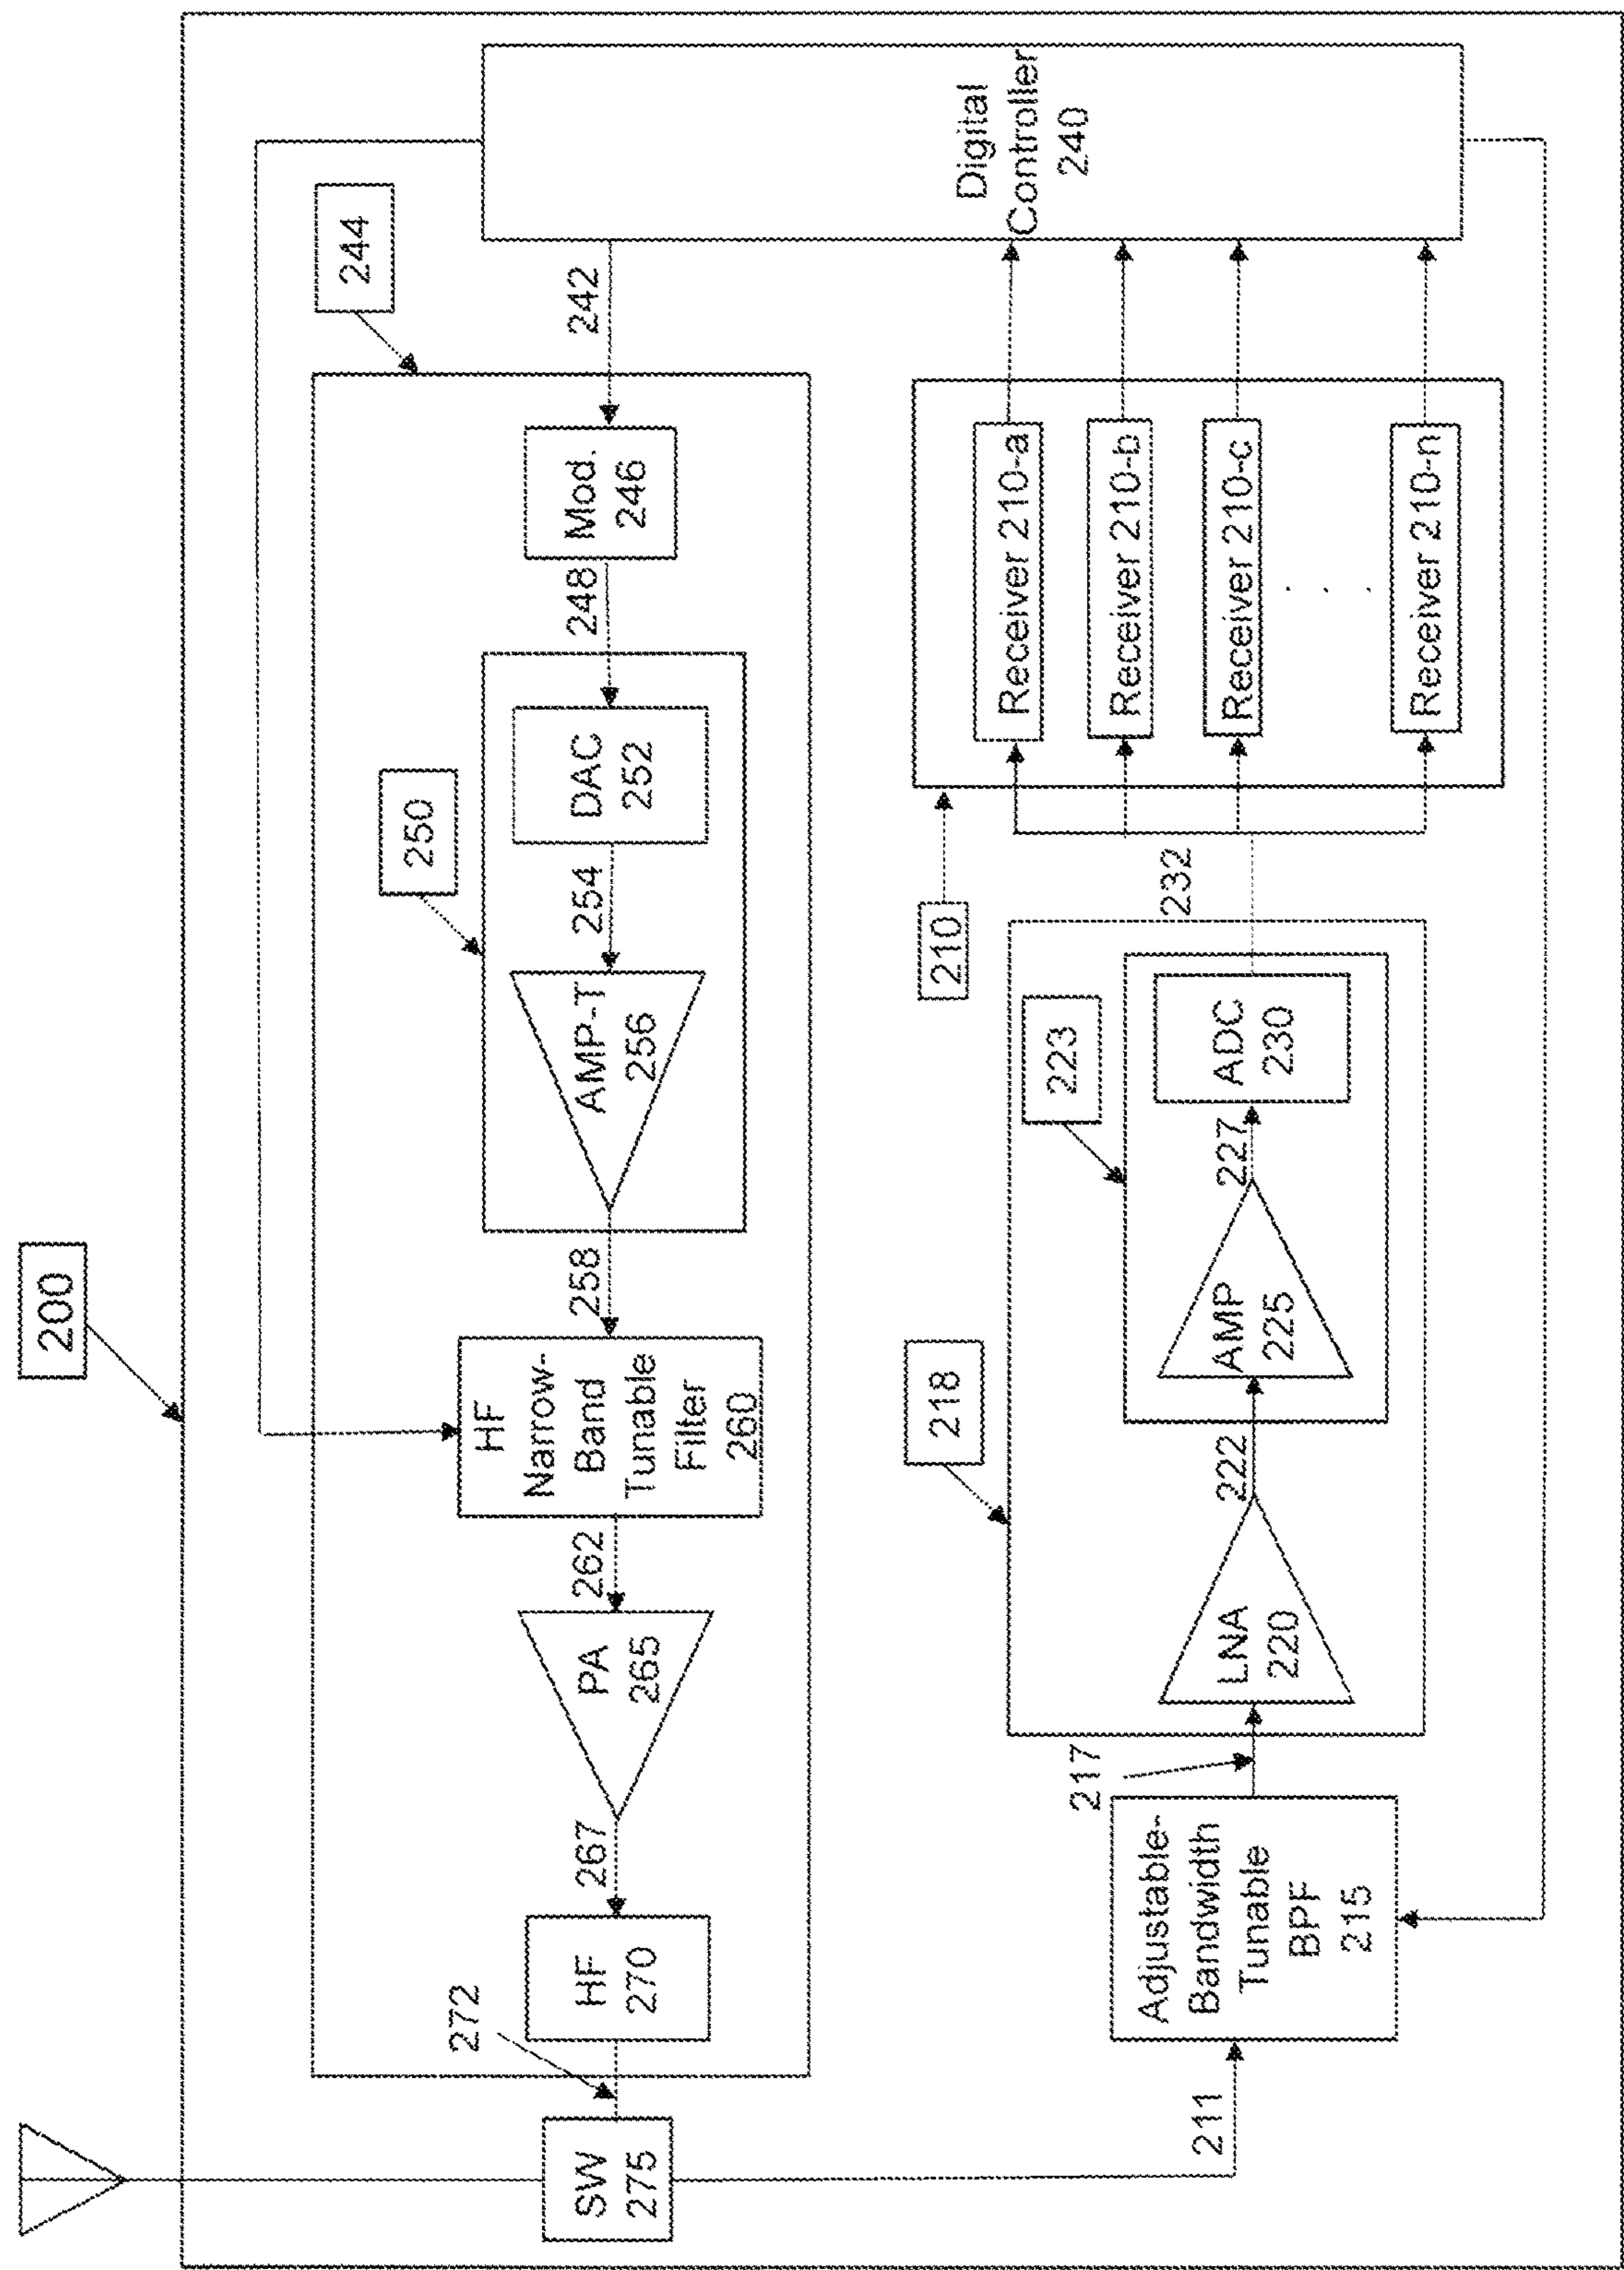 200
244
250
SW
275
272
HF
270
267
PA
265
262
HF
Narrow-
Band
Tunable
Filter
260
258
AMP-T
256
254
DAC
252
248
Mod.
246
242
Digital
Controller
240
211
Adjustable-
Bandwidth
Tunable
BPF
215
217
218
LNA
220
222
223
AMP
225
227
ADC
230
232
210
Receiver 210-a
Receiver 210-b
Receiver 210-c
. . .
Receiver 210-n